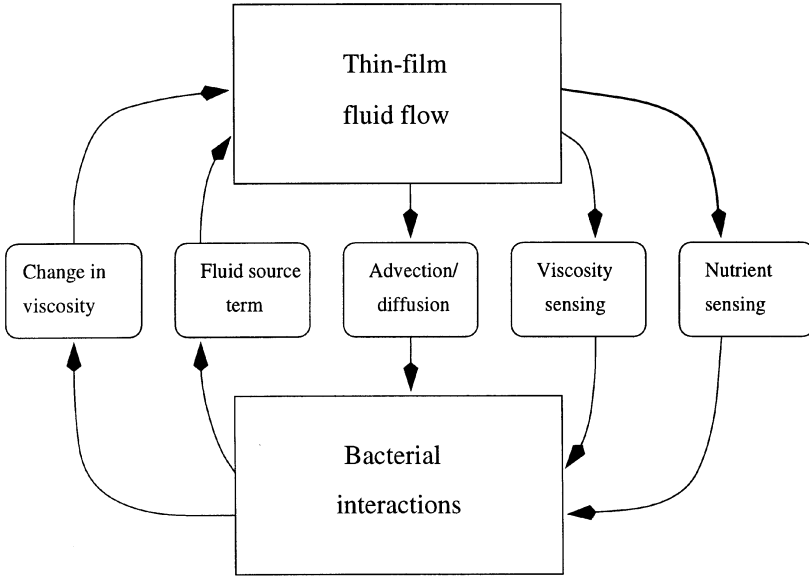 Thin-film
fluid flow
Change in
viscosity
Fluid source
term
Advection/
diffusion
Viscosity
sensing
Nutrient
sensing
Bacterial
interactions